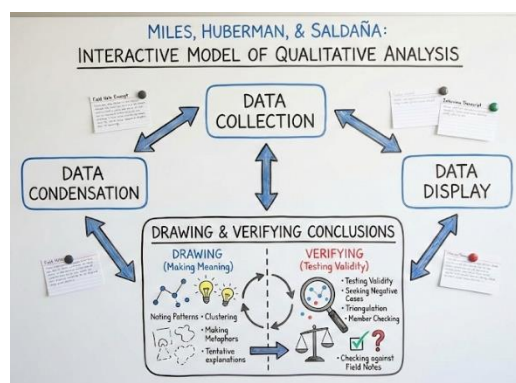 MILES, HUBERMAN, & SALDAÑA:
INTERACTIVE MODEL OF QUALITATIVE ANALYSIS
Field Note Excerpt
Interview Transcript
DATA
COLLECTION
DATA
CONDENSATION
DATA
DISPLAY
DRAWING & VERIFYING CONCLUSIONS
DRAWING
(Making Meaning)
Noting Patterns
• Clustering
• Making
Metaphors
• Tentative
explanations
VERIFYING
(Testing Validity)
• Testing Validity
• Seeking Negative
Cases
• Triangulation
• Member Checking
• Checking against
Field Notes